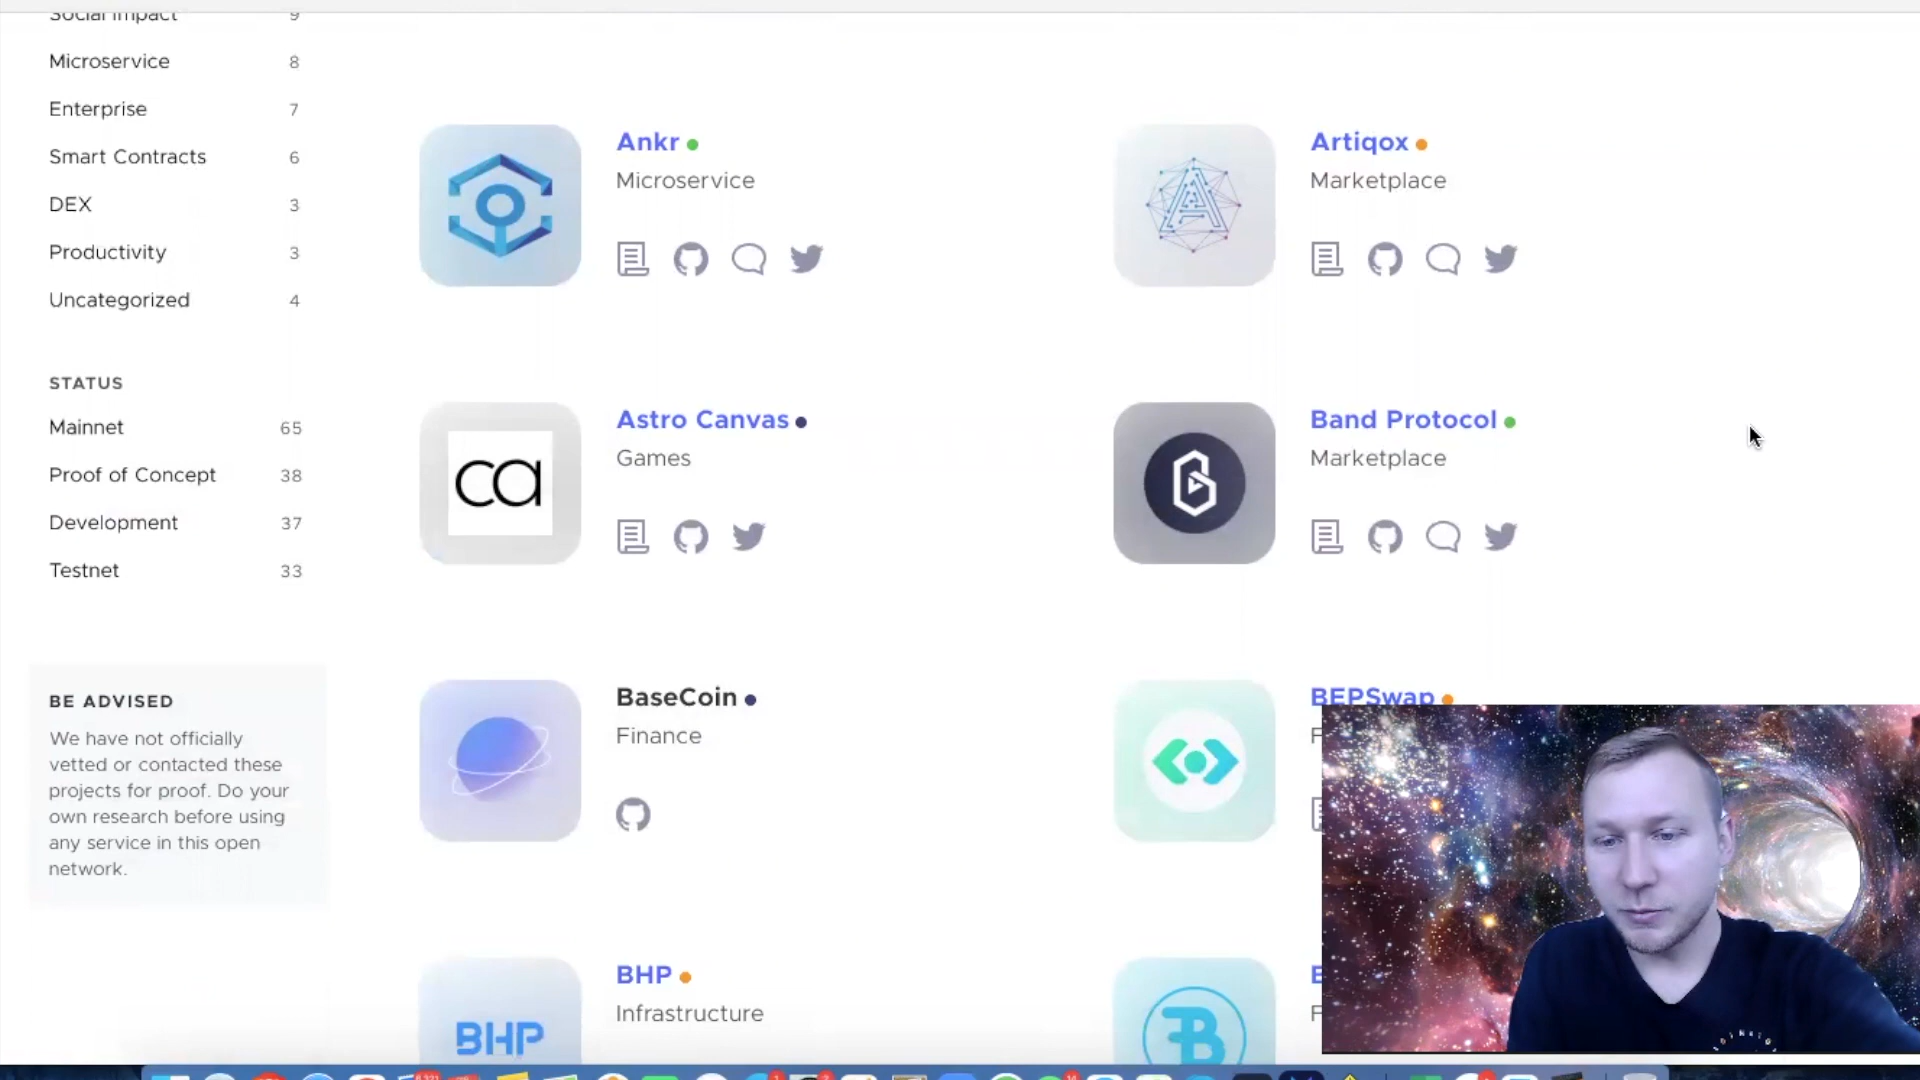 Social Impact 9
Microservice 8
Enterprise 7
Smart Contracts 6
DEX 3
Productivity 3
Uncategorized 4
STATUS
Mainnet 65
Proof of Concept 38
Development 37
Testnet 33
BE ADVISED
We have not officially
vetted or contacted these
projects for proof. Do your
own research before using
any service in this open
network.
Ankr
Microservice
Artiqox
Marketplace
A
Astro Canvas
Games
ca
Band Protocol
Marketplace
BaseCoin
Finance
BEPSwap
BHP
Infrastructure
BHP